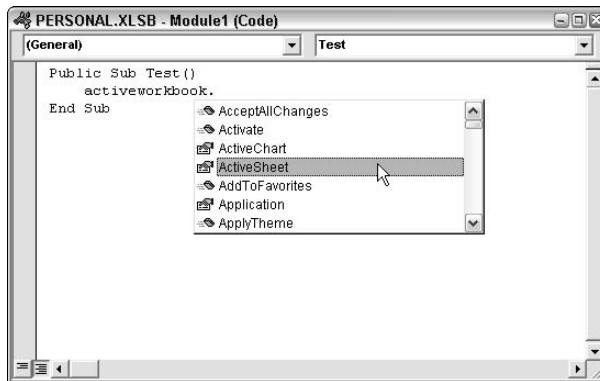 PERSONAL.XLSB - Module1 (Code)
(General) Test
Public Sub Test()
activeworkbook.
End Sub
AcceptAllChanges
Activate
ActiveChart
ActiveSheet
AddToFavorites
Application
ApplyTheme